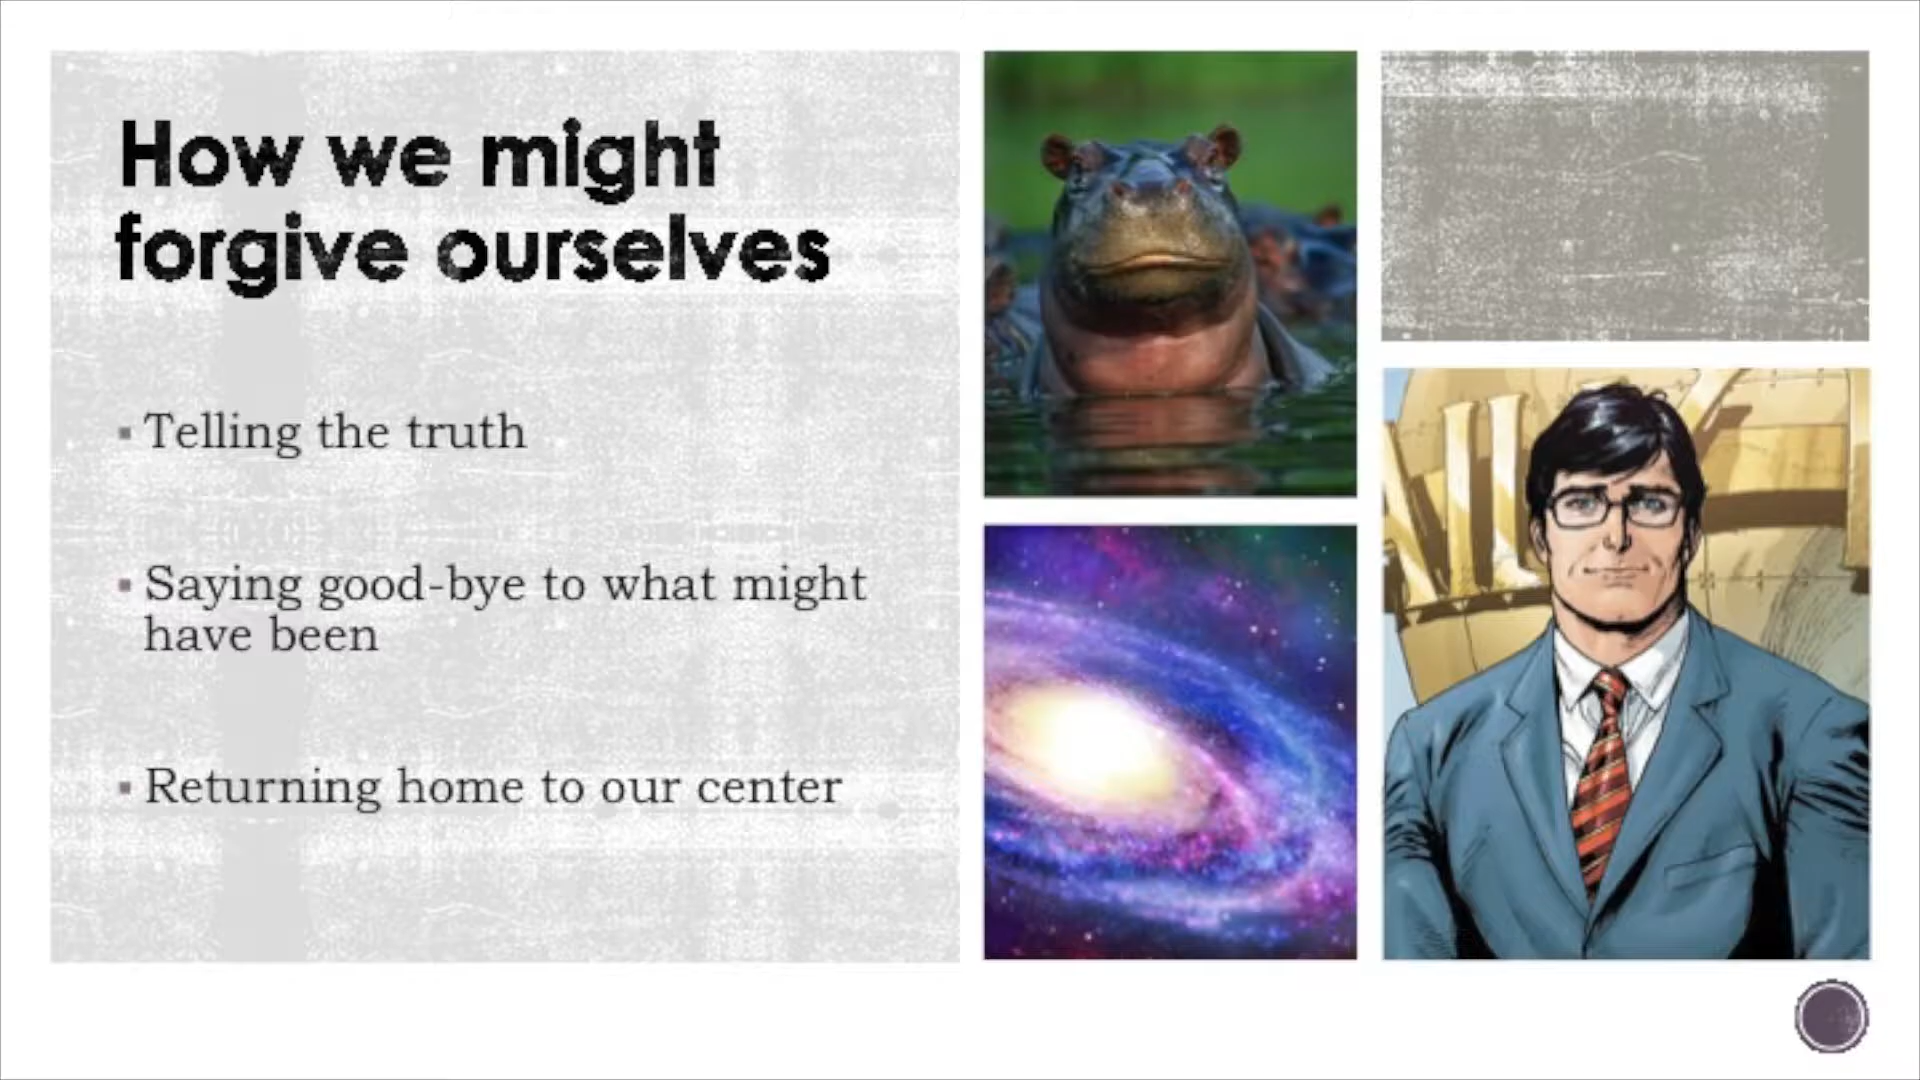 How we might
forgive ourselves
▪ Telling the truth
▪ Saying good-bye to what might
have been
▪ Returning home to our center